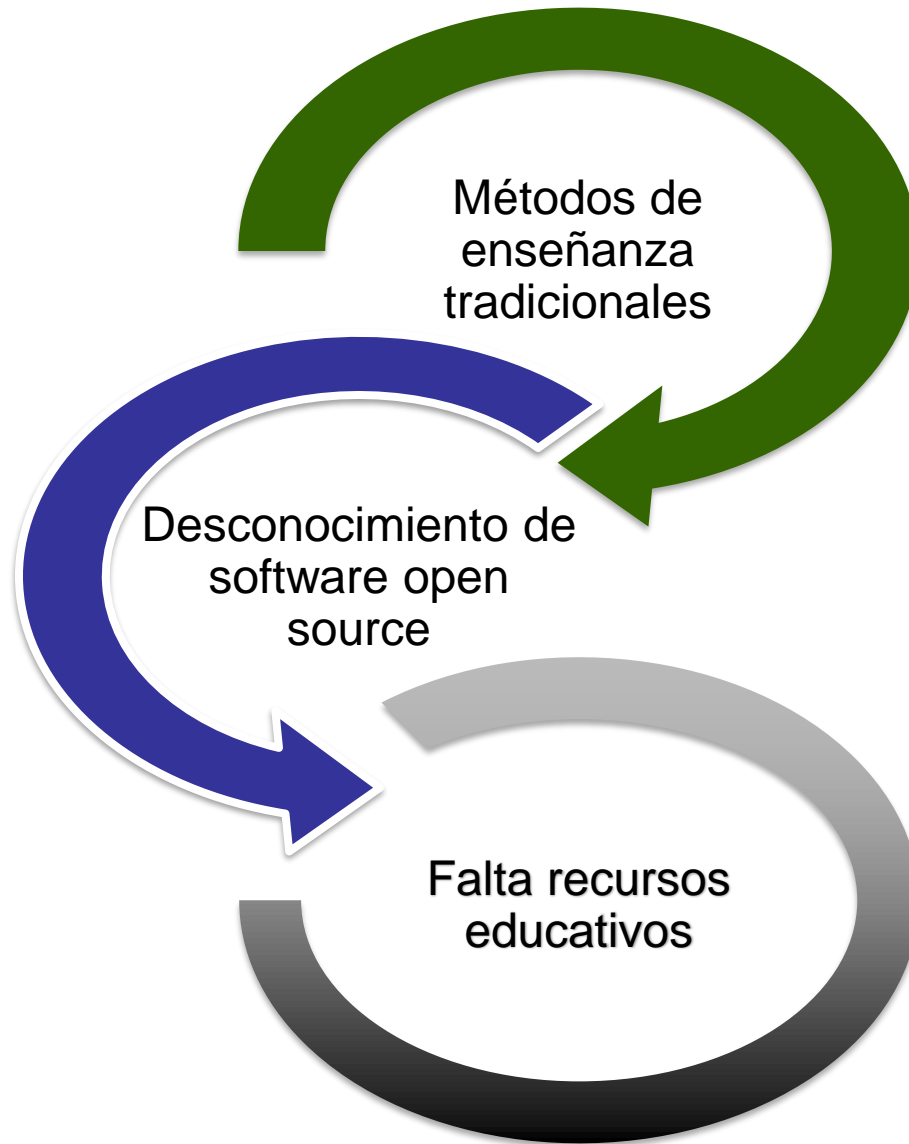 Métodos de
enseñanza
tradicionales
Desconocimiento de
software open
source
Falta recursos
educativos